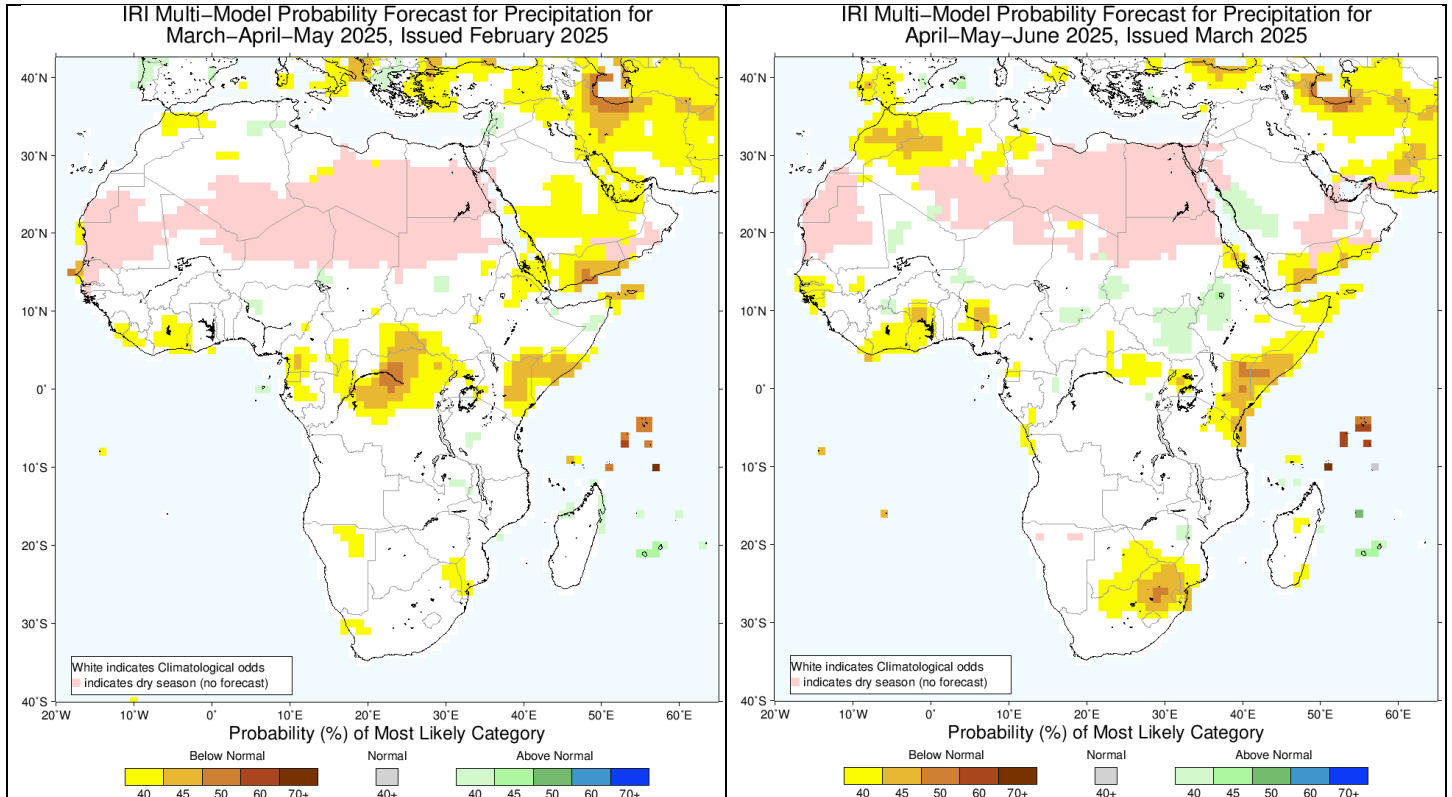 IRI Multi−Model Probability Forecast for Precipitation for
March−April−May 2025, Issued February 2025
40˚N
30˚N
20˚N
10˚N
0˚
10˚S
20˚S
30˚S
40˚S
White indicates Climatological odds
indicates dry season (no forecast)
20˚W 10˚W 0˚ 10˚E 20˚E 30˚E 40˚E 50˚E 60˚E
Probability (%) of Most Likely Category
Below Normal Normal Above Normal
40 45 50 60 70+ 40+ 40 45 50 60 70+
IRI Multi−Model Probability Forecast for Precipitation for
April−May−June 2025, Issued March 2025
40˚N
30˚N
20˚N
10˚N
0˚
10˚S
20˚S
30˚S
40˚S
White indicates Climatological odds
indicates dry season (no forecast)
20˚W 10˚W 0˚ 10˚E 20˚E 30˚E 40˚E 50˚E 60˚E
Probability (%) of Most Likely Category
Below Normal Normal Above Normal
40 45 50 60 70+ 40+ 40 45 50 60 70+